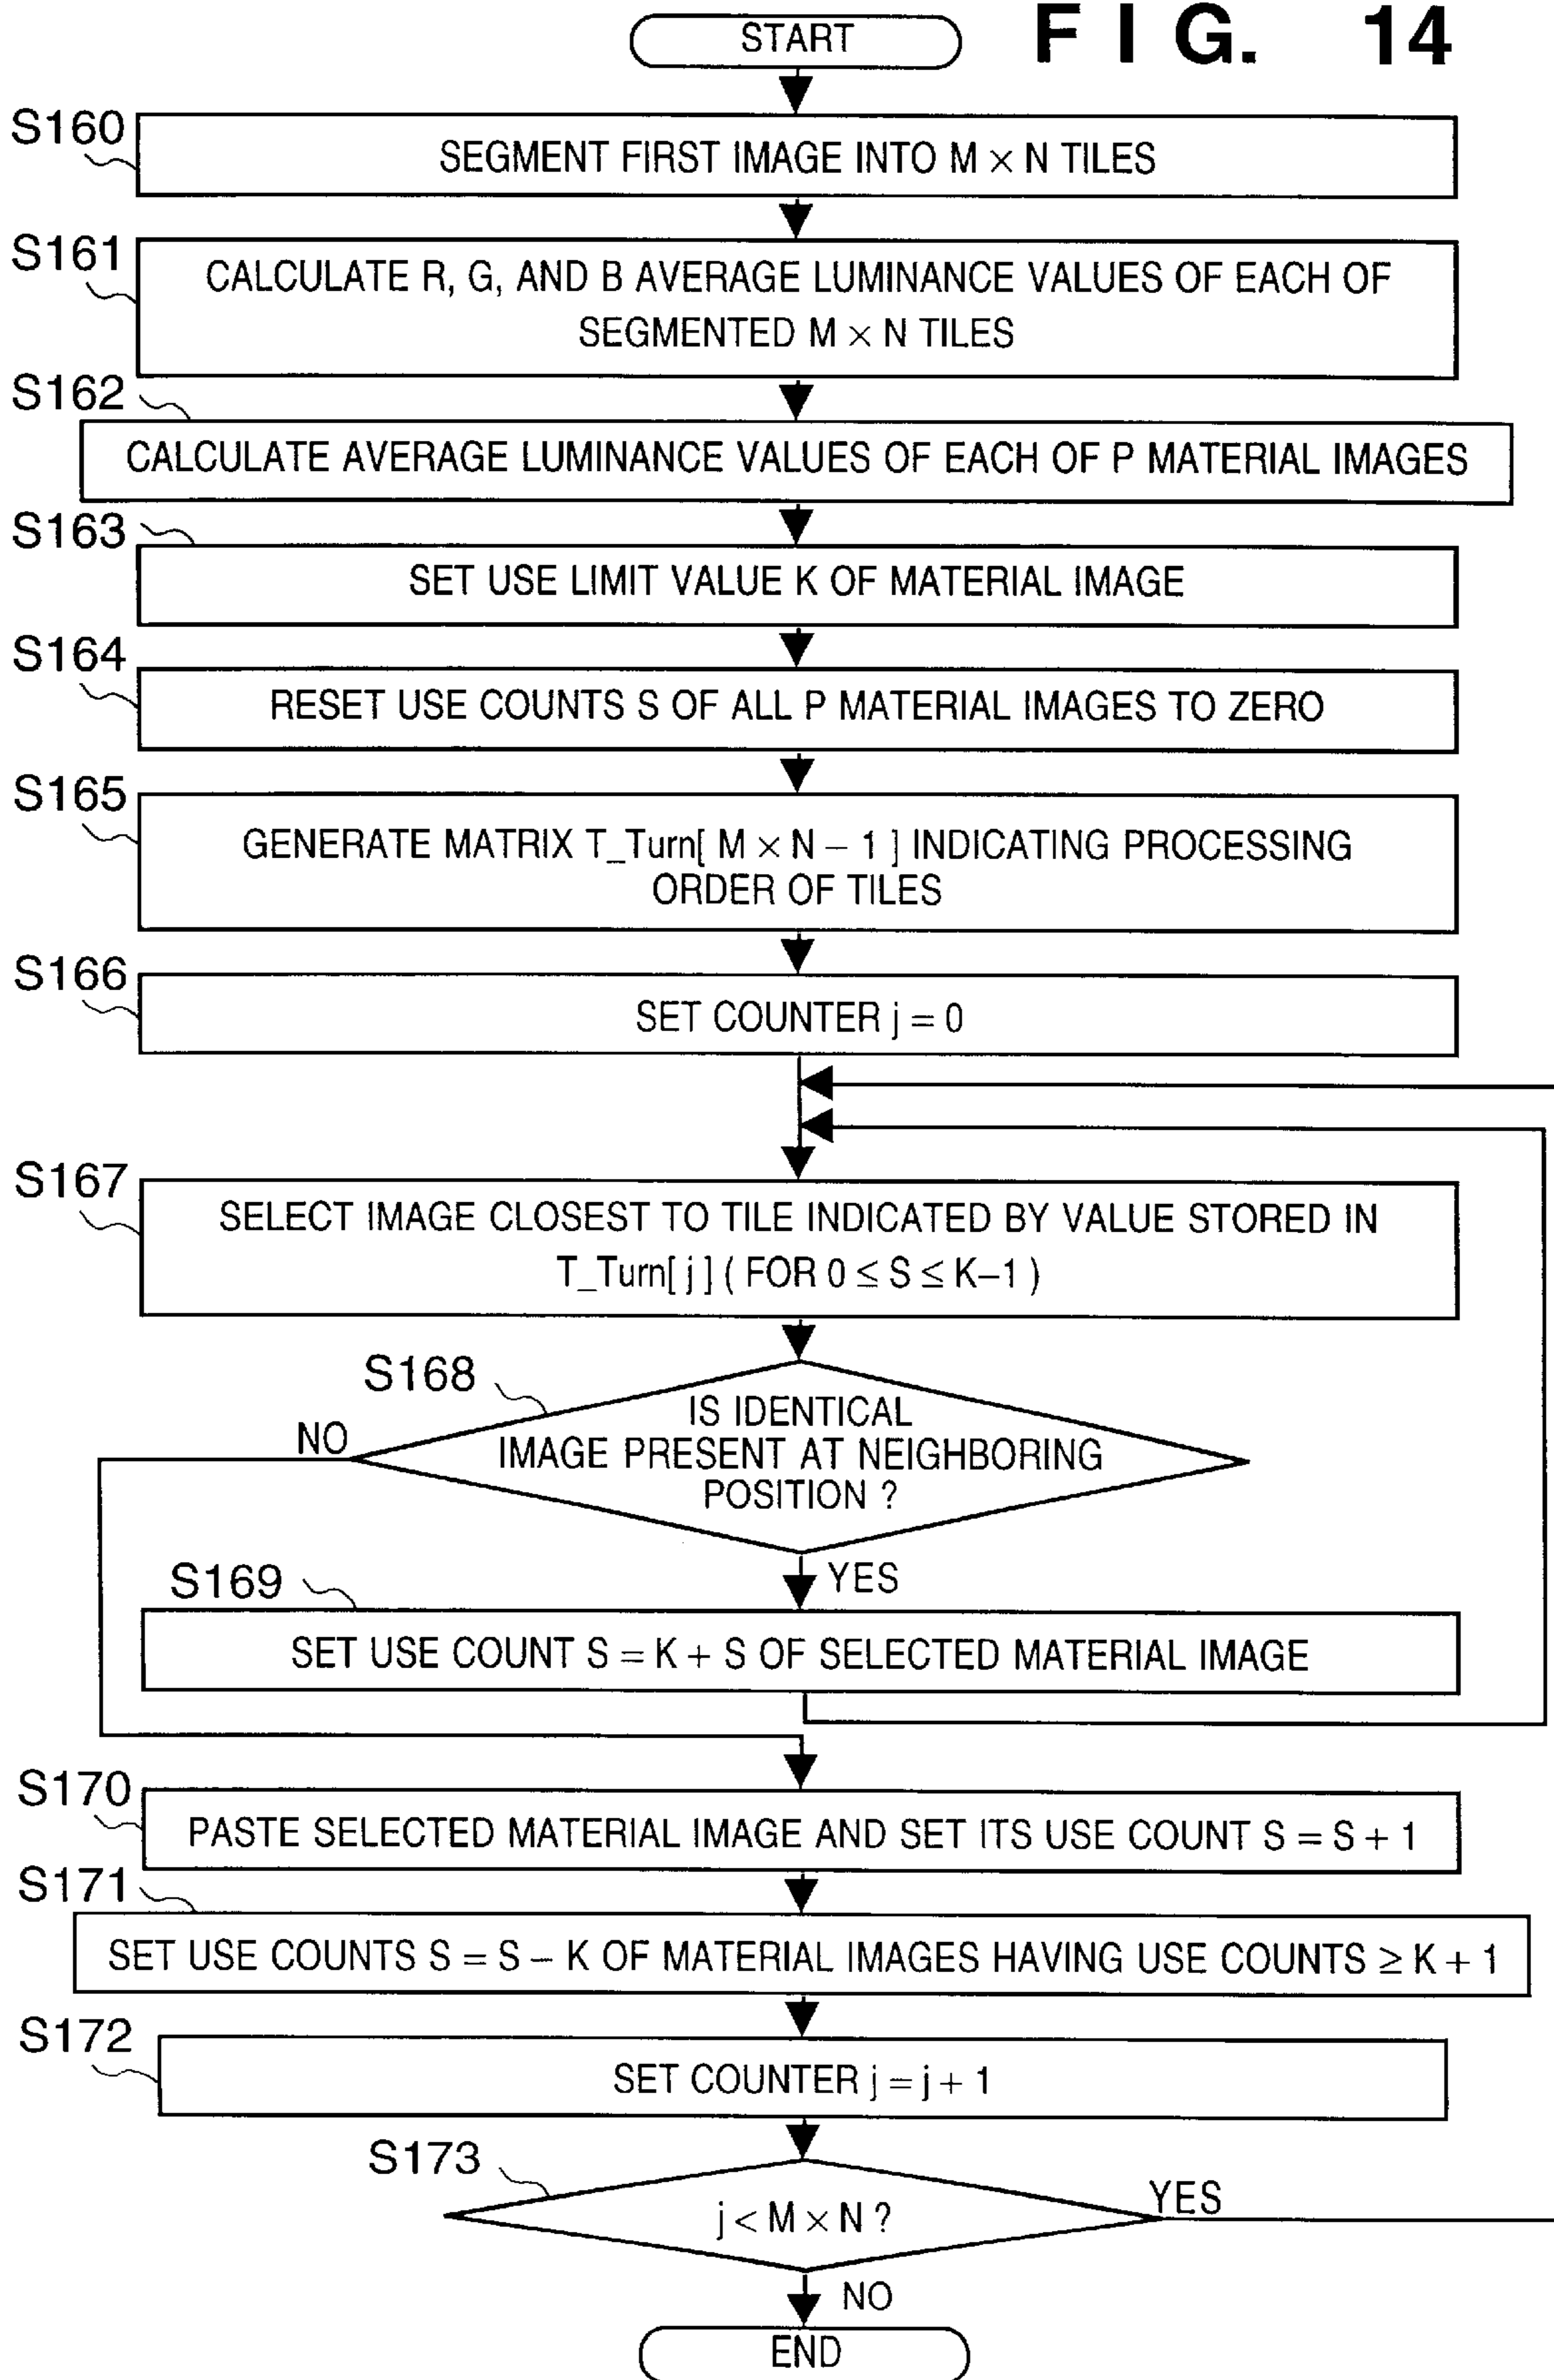 START
F I G. 14
S160
SEGMENT FIRST IMAGE INTO M × N TILES
S161
CALCULATE R, G, AND B AVERAGE LUMINANCE VALUES OF EACH OF
SEGMENTED M × N TILES
S162
CALCULATE AVERAGE LUMINANCE VALUES OF EACH OF P MATERIAL IMAGES
S163
SET USE LIMIT VALUE K OF MATERIAL IMAGE
S164
RESET USE COUNTS S OF ALL P MATERIAL IMAGES TO ZERO
S165
GENERATE MATRIX T_Turn[ M × N – 1 ] INDICATING PROCESSING
ORDER OF TILES
S166
SET COUNTER j = 0
S167
SELECT IMAGE CLOSEST TO TILE INDICATED BY VALUE STORED IN
T_Turn[ j ] ( FOR 0 ≤ S ≤ K–1 )
S168
IS IDENTICAL
IMAGE PRESENT AT NEIGHBORING
POSITION ?
NO
YES
S169
SET USE COUNT S = K + S OF SELECTED MATERIAL IMAGE
S170
PASTE SELECTED MATERIAL IMAGE AND SET ITS USE COUNT S = S + 1
S171
SET USE COUNTS S = S – K OF MATERIAL IMAGES HAVING USE COUNTS ≥ K + 1
S172
SET COUNTER j = j + 1
S173
j < M × N ?
YES
NO
END